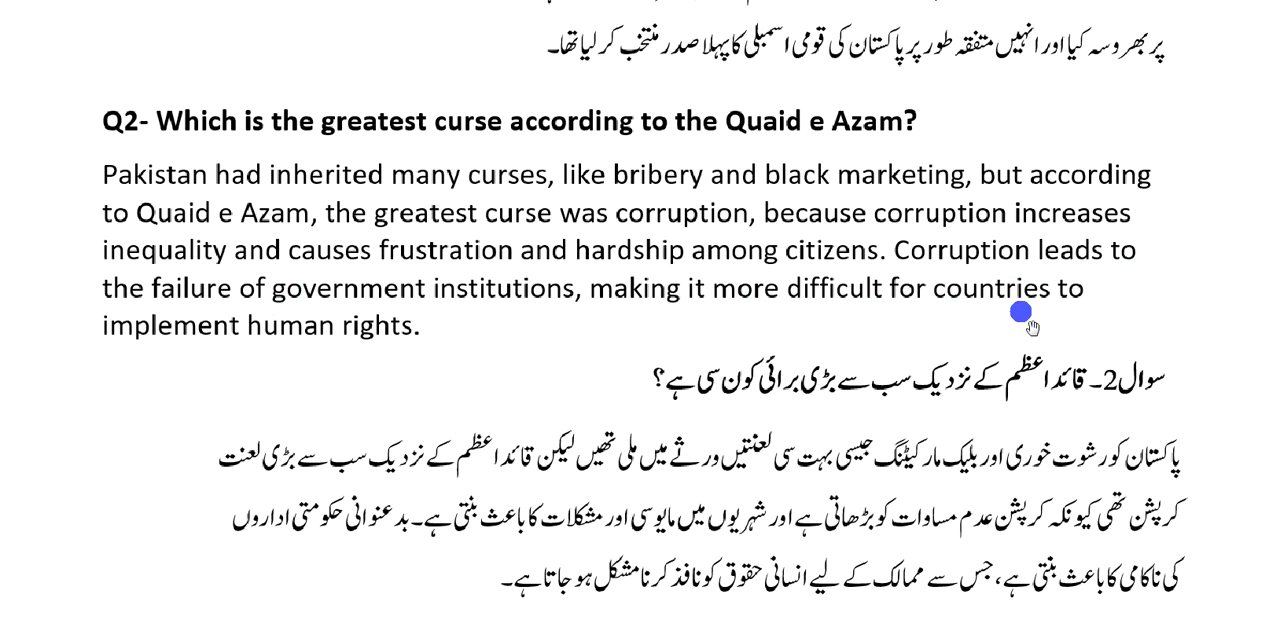 پر بھروسہ کیا اور انہیں متفقہ طور پر پاکستان کی قومی اسمبلی کا پہلا صدر منتخب کر لیا تھا۔
Q2- Which is the greatest curse according to the Quaid e Azam?
Pakistan had inherited many curses, like bribery and black marketing, but according
to Quaid e Azam, the greatest curse was corruption, because corruption increases
inequality and causes frustration and hardship among citizens. Corruption leads to
the failure of government institutions, making it more difficult for countries to
implement human rights.
سوال 2۔ قائد اعظم کے نزدیک سب سے بڑی برائی کون سی ہے؟
پاکستان کو رشوت خوری اور بلیک مارکیٹنگ جیسی بہت سی لعنتیں ورثے میں ملی تھیں لیکن قائد اعظم کے نزدیک سب سے بڑی لعنت
کرپشن تھی کیونکہ کرپشن عدم مساوات کو بڑھاتی ہے اور شہریوں میں مایوسی اور مشکلات کا باعث بنتی ہے۔ بدعنوانی حکومتی اداروں
کی ناکامی کا باعث بنتی ہے، جس سے ممالک کے لیے انسانی حقوق کو نافذ کرنا مشکل ہو جاتا ہے۔